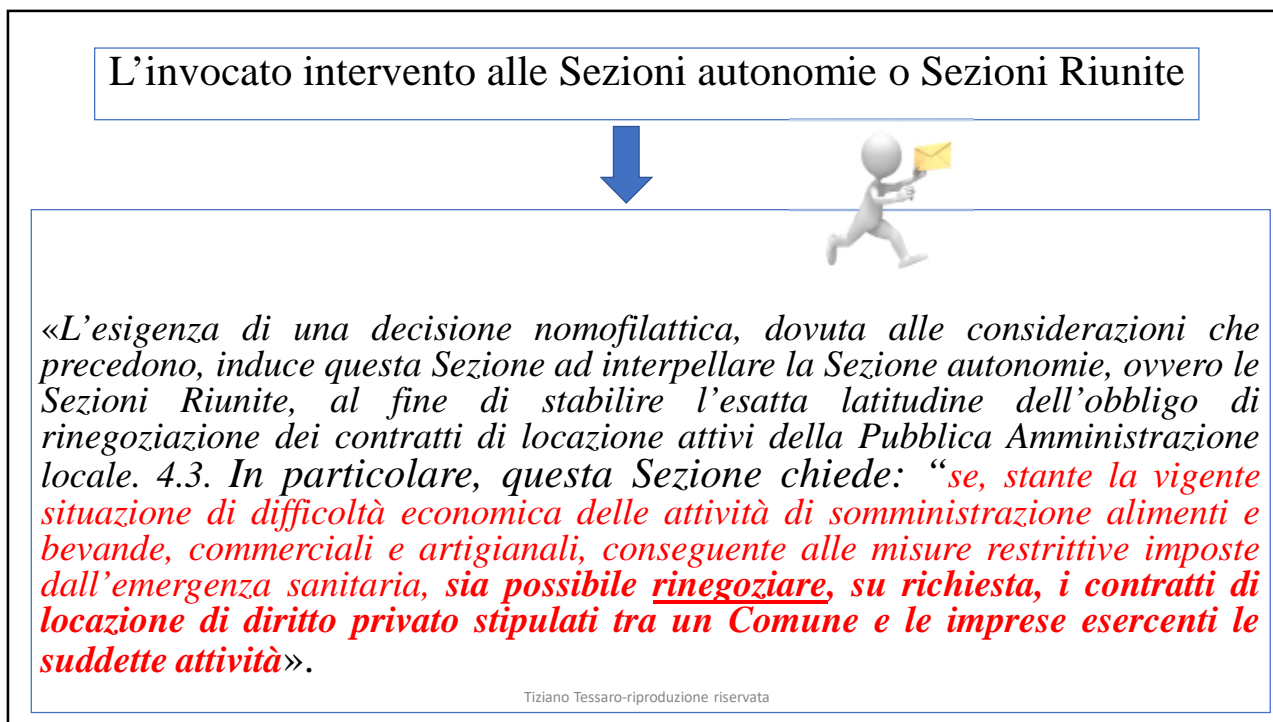 L’invocato intervento alle Sezioni autonomie o Sezioni Riunite
«L’esigenza di una decisione nomofilattica, dovuta alle considerazioni che
precedono, induce questa Sezione ad interpellare la Sezione autonomie, ovvero le
Sezioni Riunite, al fine di stabilire l’esatta latitudine dell’obbligo di
rinegoziazione dei contratti di locazione attivi della Pubblica Amministrazione
locale. 4.3. In particolare, questa Sezione chiede: “se, stante la vigente
situazione di difficoltà economica delle attività di somministrazione alimenti e
bevande, commerciali e artigianali, conseguente alle misure restrittive imposte
dall’emergenza sanitaria, sia possibile rinegoziare, su richiesta, i contratti di
locazione di diritto privato stipulati tra un Comune e le imprese esercenti le
suddette attività».
Tiziano Tessaro-riproduzione riservata